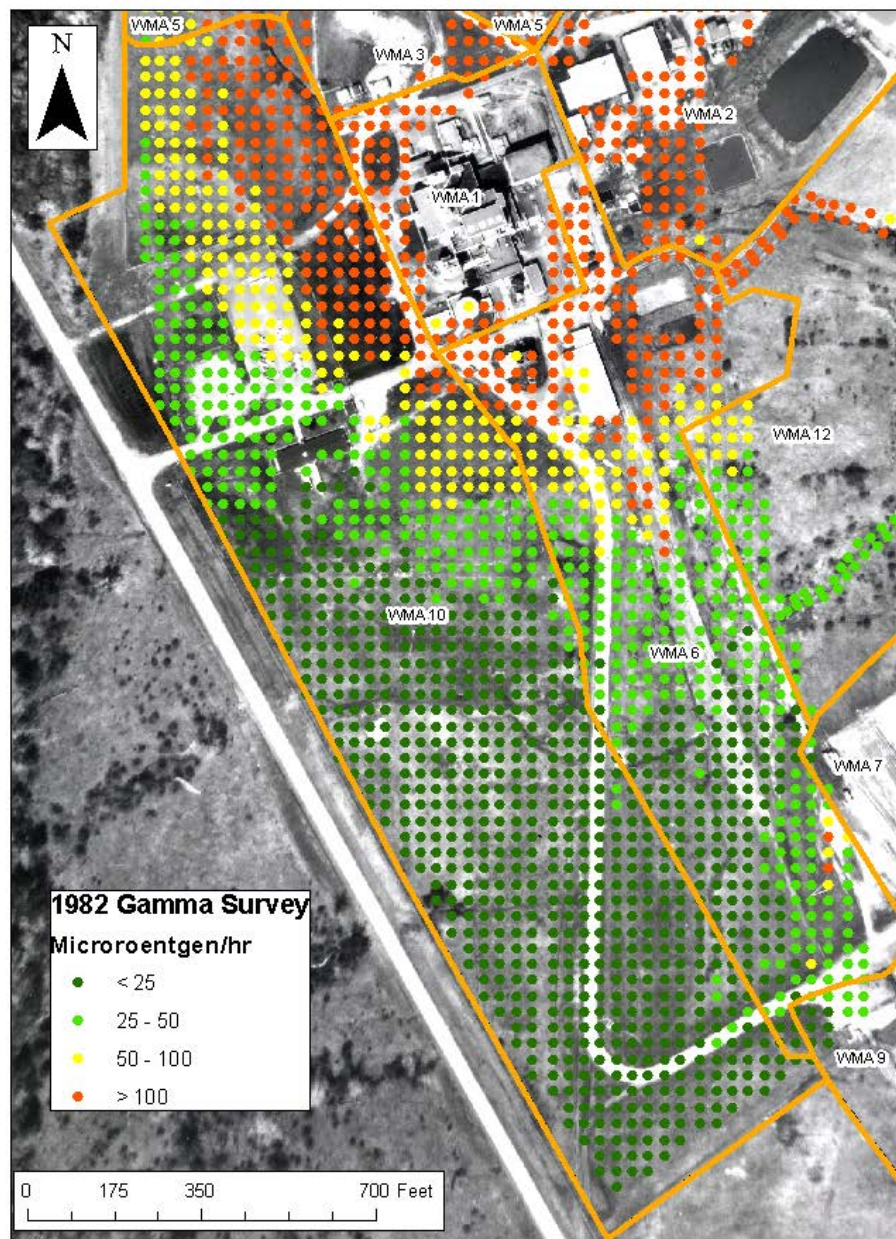 WMA 5
WMA 5
N
WMA 3
WMA 2
WMA 1
WMA 12
WMA 10
WMA 6
WMA 7
WMA 9
1982 Gamma Survey
Microroentgen/hr
< 25
25 - 50
50 - 100
> 100
0 175 350 700 Feet